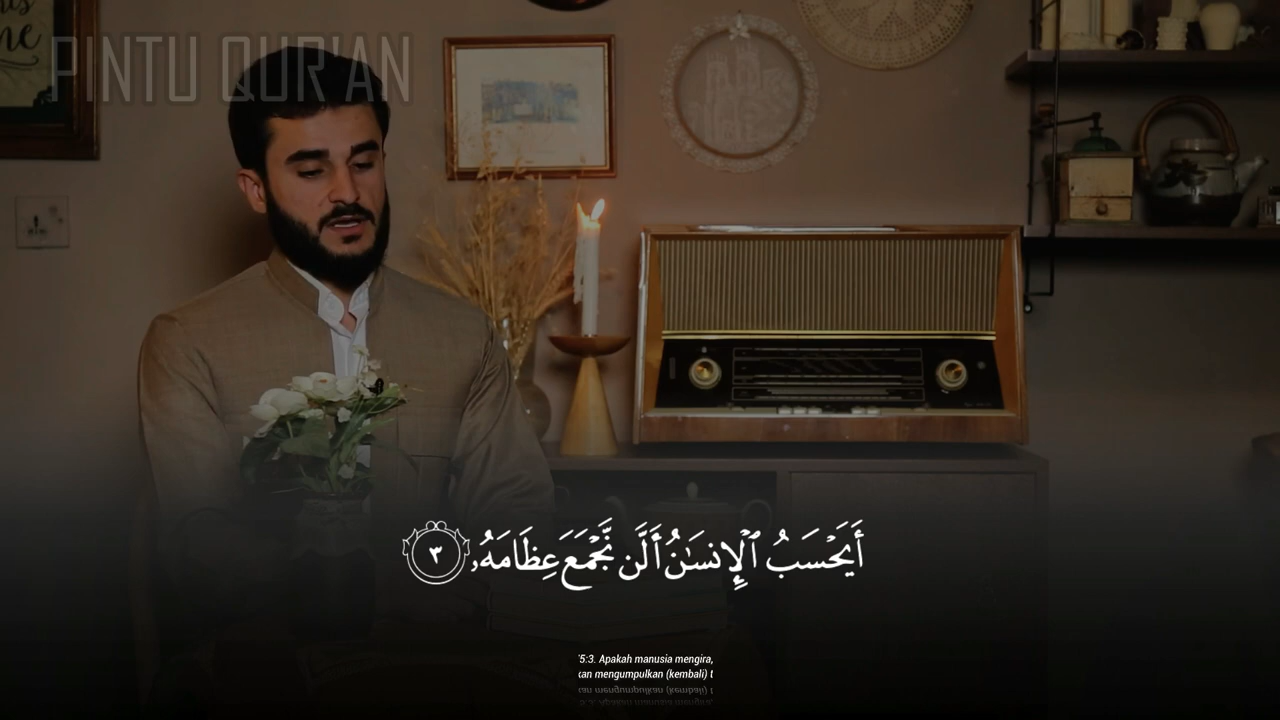 PINTU QUR'AN
أَيَحْسَبُ ٱلْإِنسَـٰنُ أَلَّن نَّجْمَعَ عِظَامَهُۥ ٣
5:3. Apakah manusia mengira,
kan mengumpulkan (kembali) t